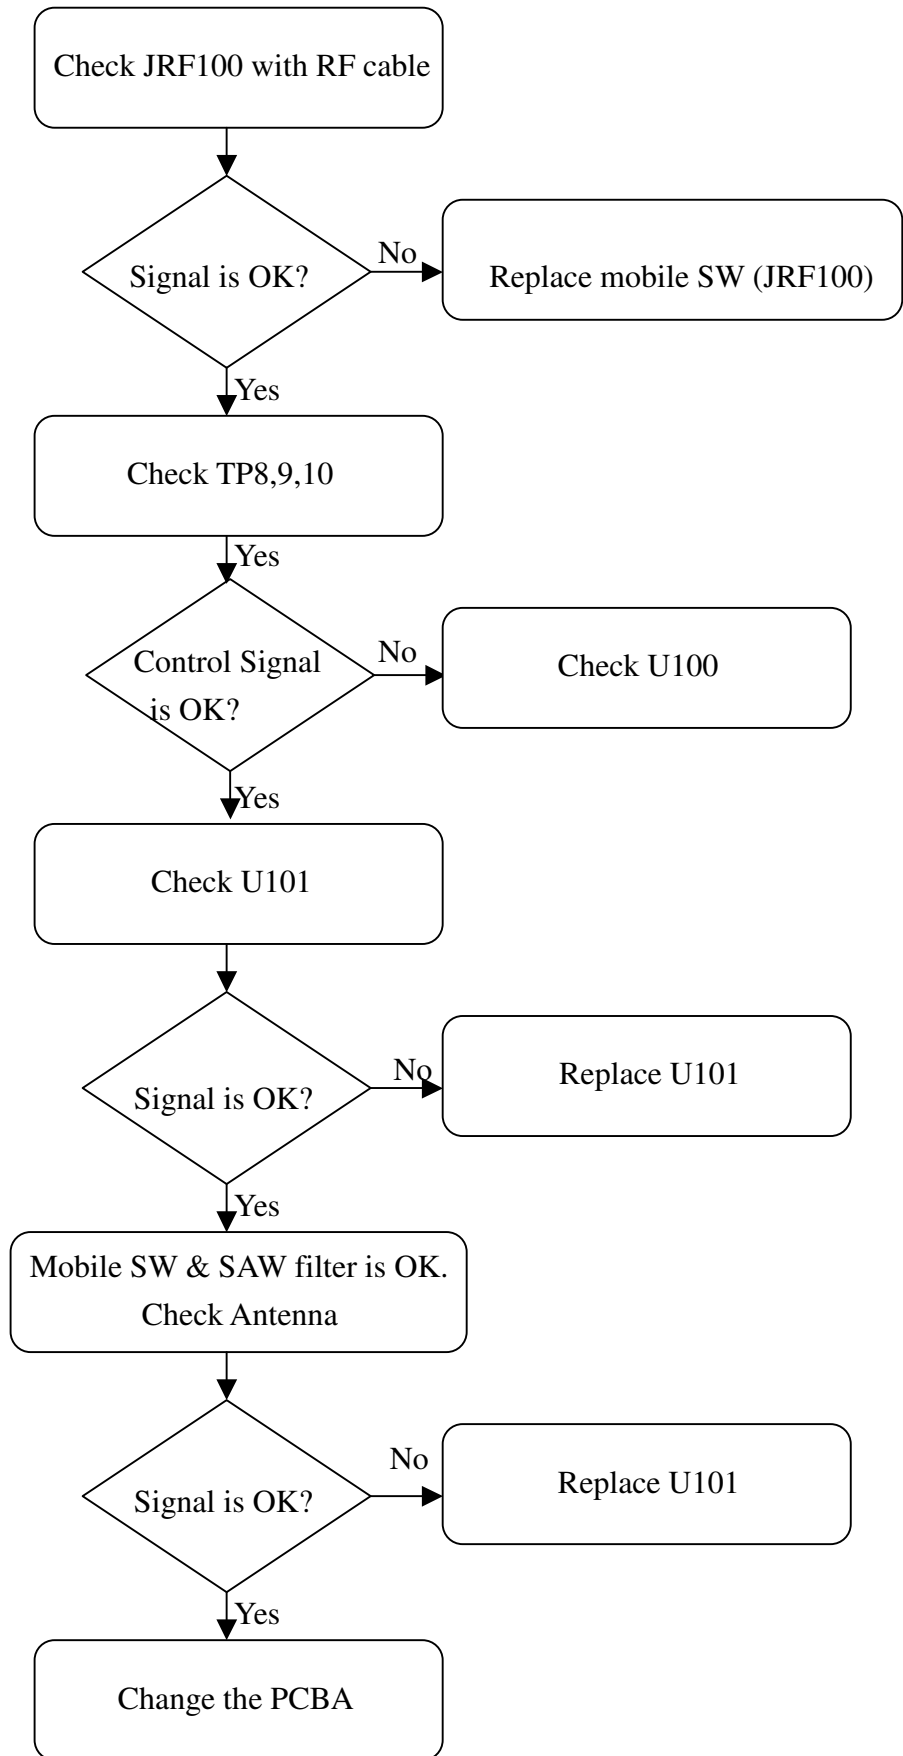 Check JRF100 with RF cable
Signal is OK?
No
Replace mobile SW (JRF100)
Yes
Check TP8,9,10
Yes
Control Signal
is OK?
No
Check U100
Yes
Check U101
Signal is OK?
No
Replace U101
Yes
Mobile SW & SAW filter is OK.
Check Antenna
Signal is OK?
No
Replace U101
Yes
Change the PCBA